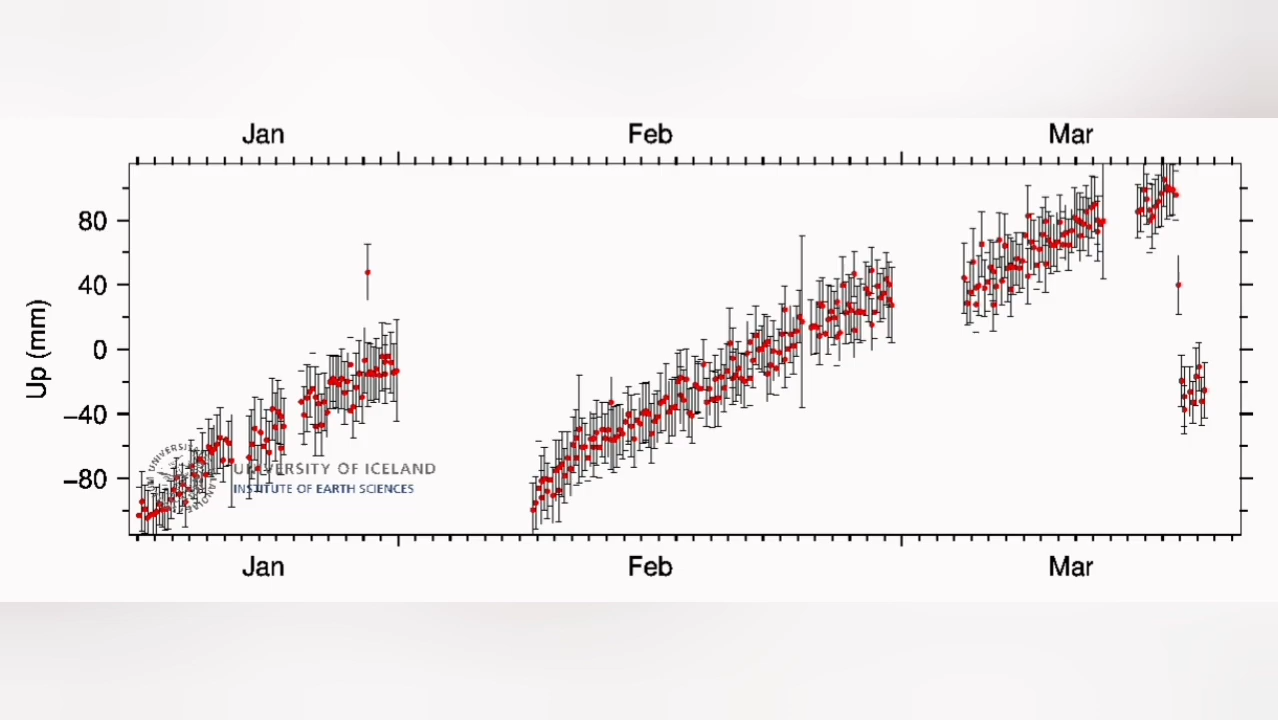 Jan Feb Mar
Up (mm)
80
40
0
−40
−80
UNIVERSITY OF ICELAND
INSTITUTE OF EARTH SCIENCES
Jan Feb Mar